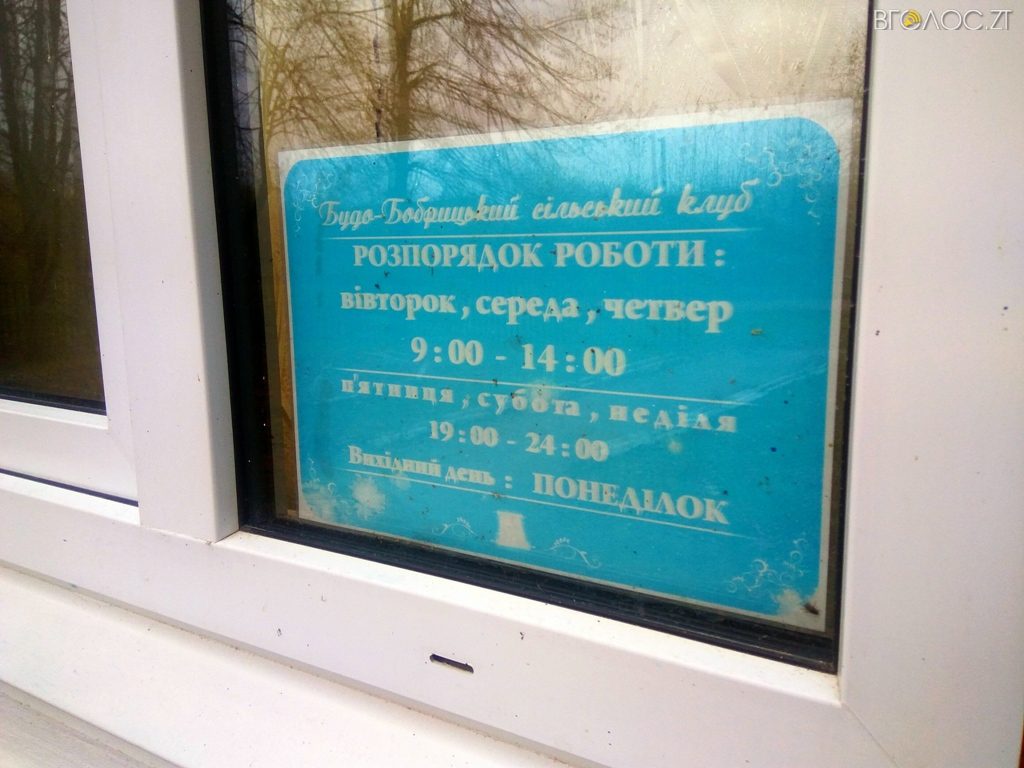 ВГОЛОС.ZT
Будо-Бобрицький сільський клуб
РОЗПОРЯДОК РОБОТИ :
вівторок , середа , четвер
9 : 00 - 14 : 00
п'ятниця , субота , неділя
19 : 00 - 24 : 00
Вихідний день : ПОНЕДІЛОК